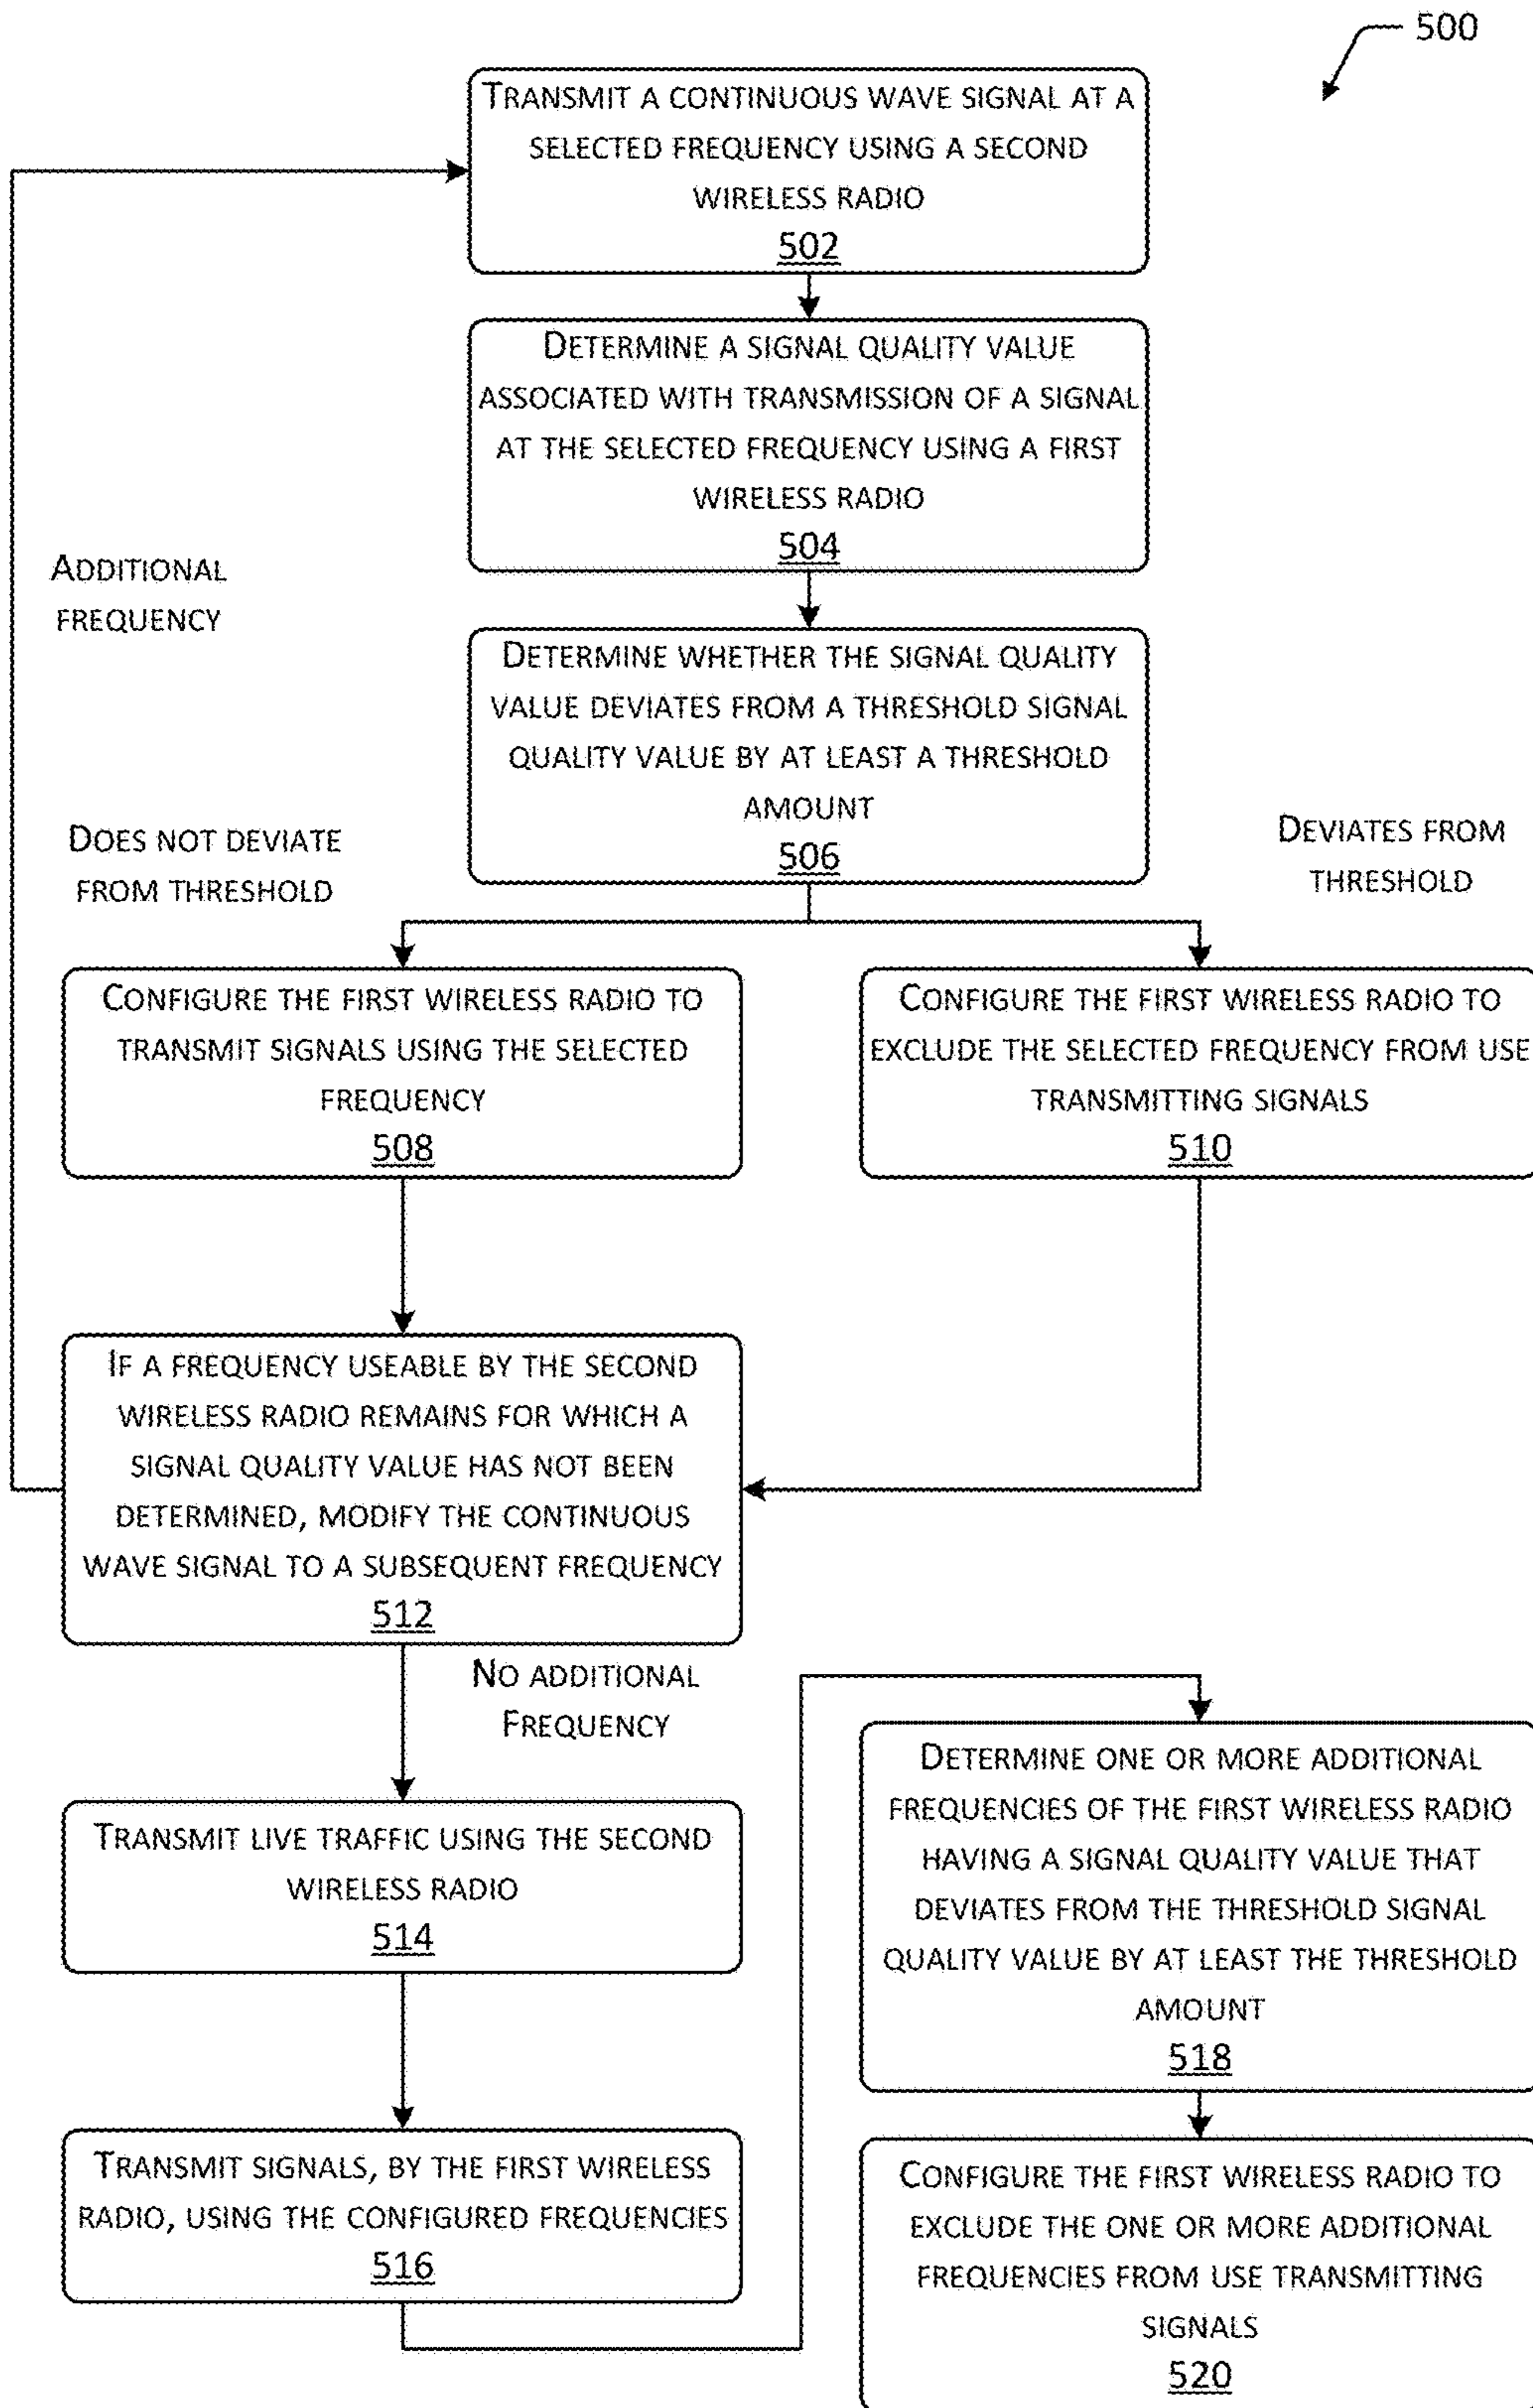 500
TRANSMIT A CONTINUOUS WAVE SIGNAL AT A
SELECTED FREQUENCY USING A SECOND
WIRELESS RADIO
502
DETERMINE A SIGNAL QUALITY VALUE
ASSOCIATED WITH TRANSMISSION OF A SIGNAL
AT THE SELECTED FREQUENCY USING A FIRST
WIRELESS RADIO
504
ADDITIONAL
FREQUENCY
DETERMINE WHETHER THE SIGNAL QUALITY
VALUE DEVIATES FROM A THRESHOLD SIGNAL
QUALITY VALUE BY AT LEAST A THRESHOLD
AMOUNT
506
DOES NOT DEVIATE
FROM THRESHOLD
DEVIATES FROM
THRESHOLD
CONFIGURE THE FIRST WIRELESS RADIO TO
TRANSMIT SIGNALS USING THE SELECTED
FREQUENCY
508
CONFIGURE THE FIRST WIRELESS RADIO TO
EXCLUDE THE SELECTED FREQUENCY FROM USE
TRANSMITTING SIGNALS
510
IF A FREQUENCY USEABLE BY THE SECOND
WIRELESS RADIO REMAINS FOR WHICH A
SIGNAL QUALITY VALUE HAS NOT BEEN
DETERMINED, MODIFY THE CONTINUOUS
WAVE SIGNAL TO A SUBSEQUENT FREQUENCY
512
NO ADDITIONAL
FREQUENCY
TRANSMIT LIVE TRAFFIC USING THE SECOND
WIRELESS RADIO
514
TRANSMIT SIGNALS, BY THE FIRST WIRELESS
RADIO, USING THE CONFIGURED FREQUENCIES
516
DETERMINE ONE OR MORE ADDITIONAL
FREQUENCIES OF THE FIRST WIRELESS RADIO
HAVING A SIGNAL QUALITY VALUE THAT
DEVIATES FROM THE THRESHOLD SIGNAL
QUALITY VALUE BY AT LEAST THE THRESHOLD
AMOUNT
518
CONFIGURE THE FIRST WIRELESS RADIO TO
EXCLUDE THE ONE OR MORE ADDITIONAL
FREQUENCIES FROM USE TRANSMITTING
SIGNALS
520